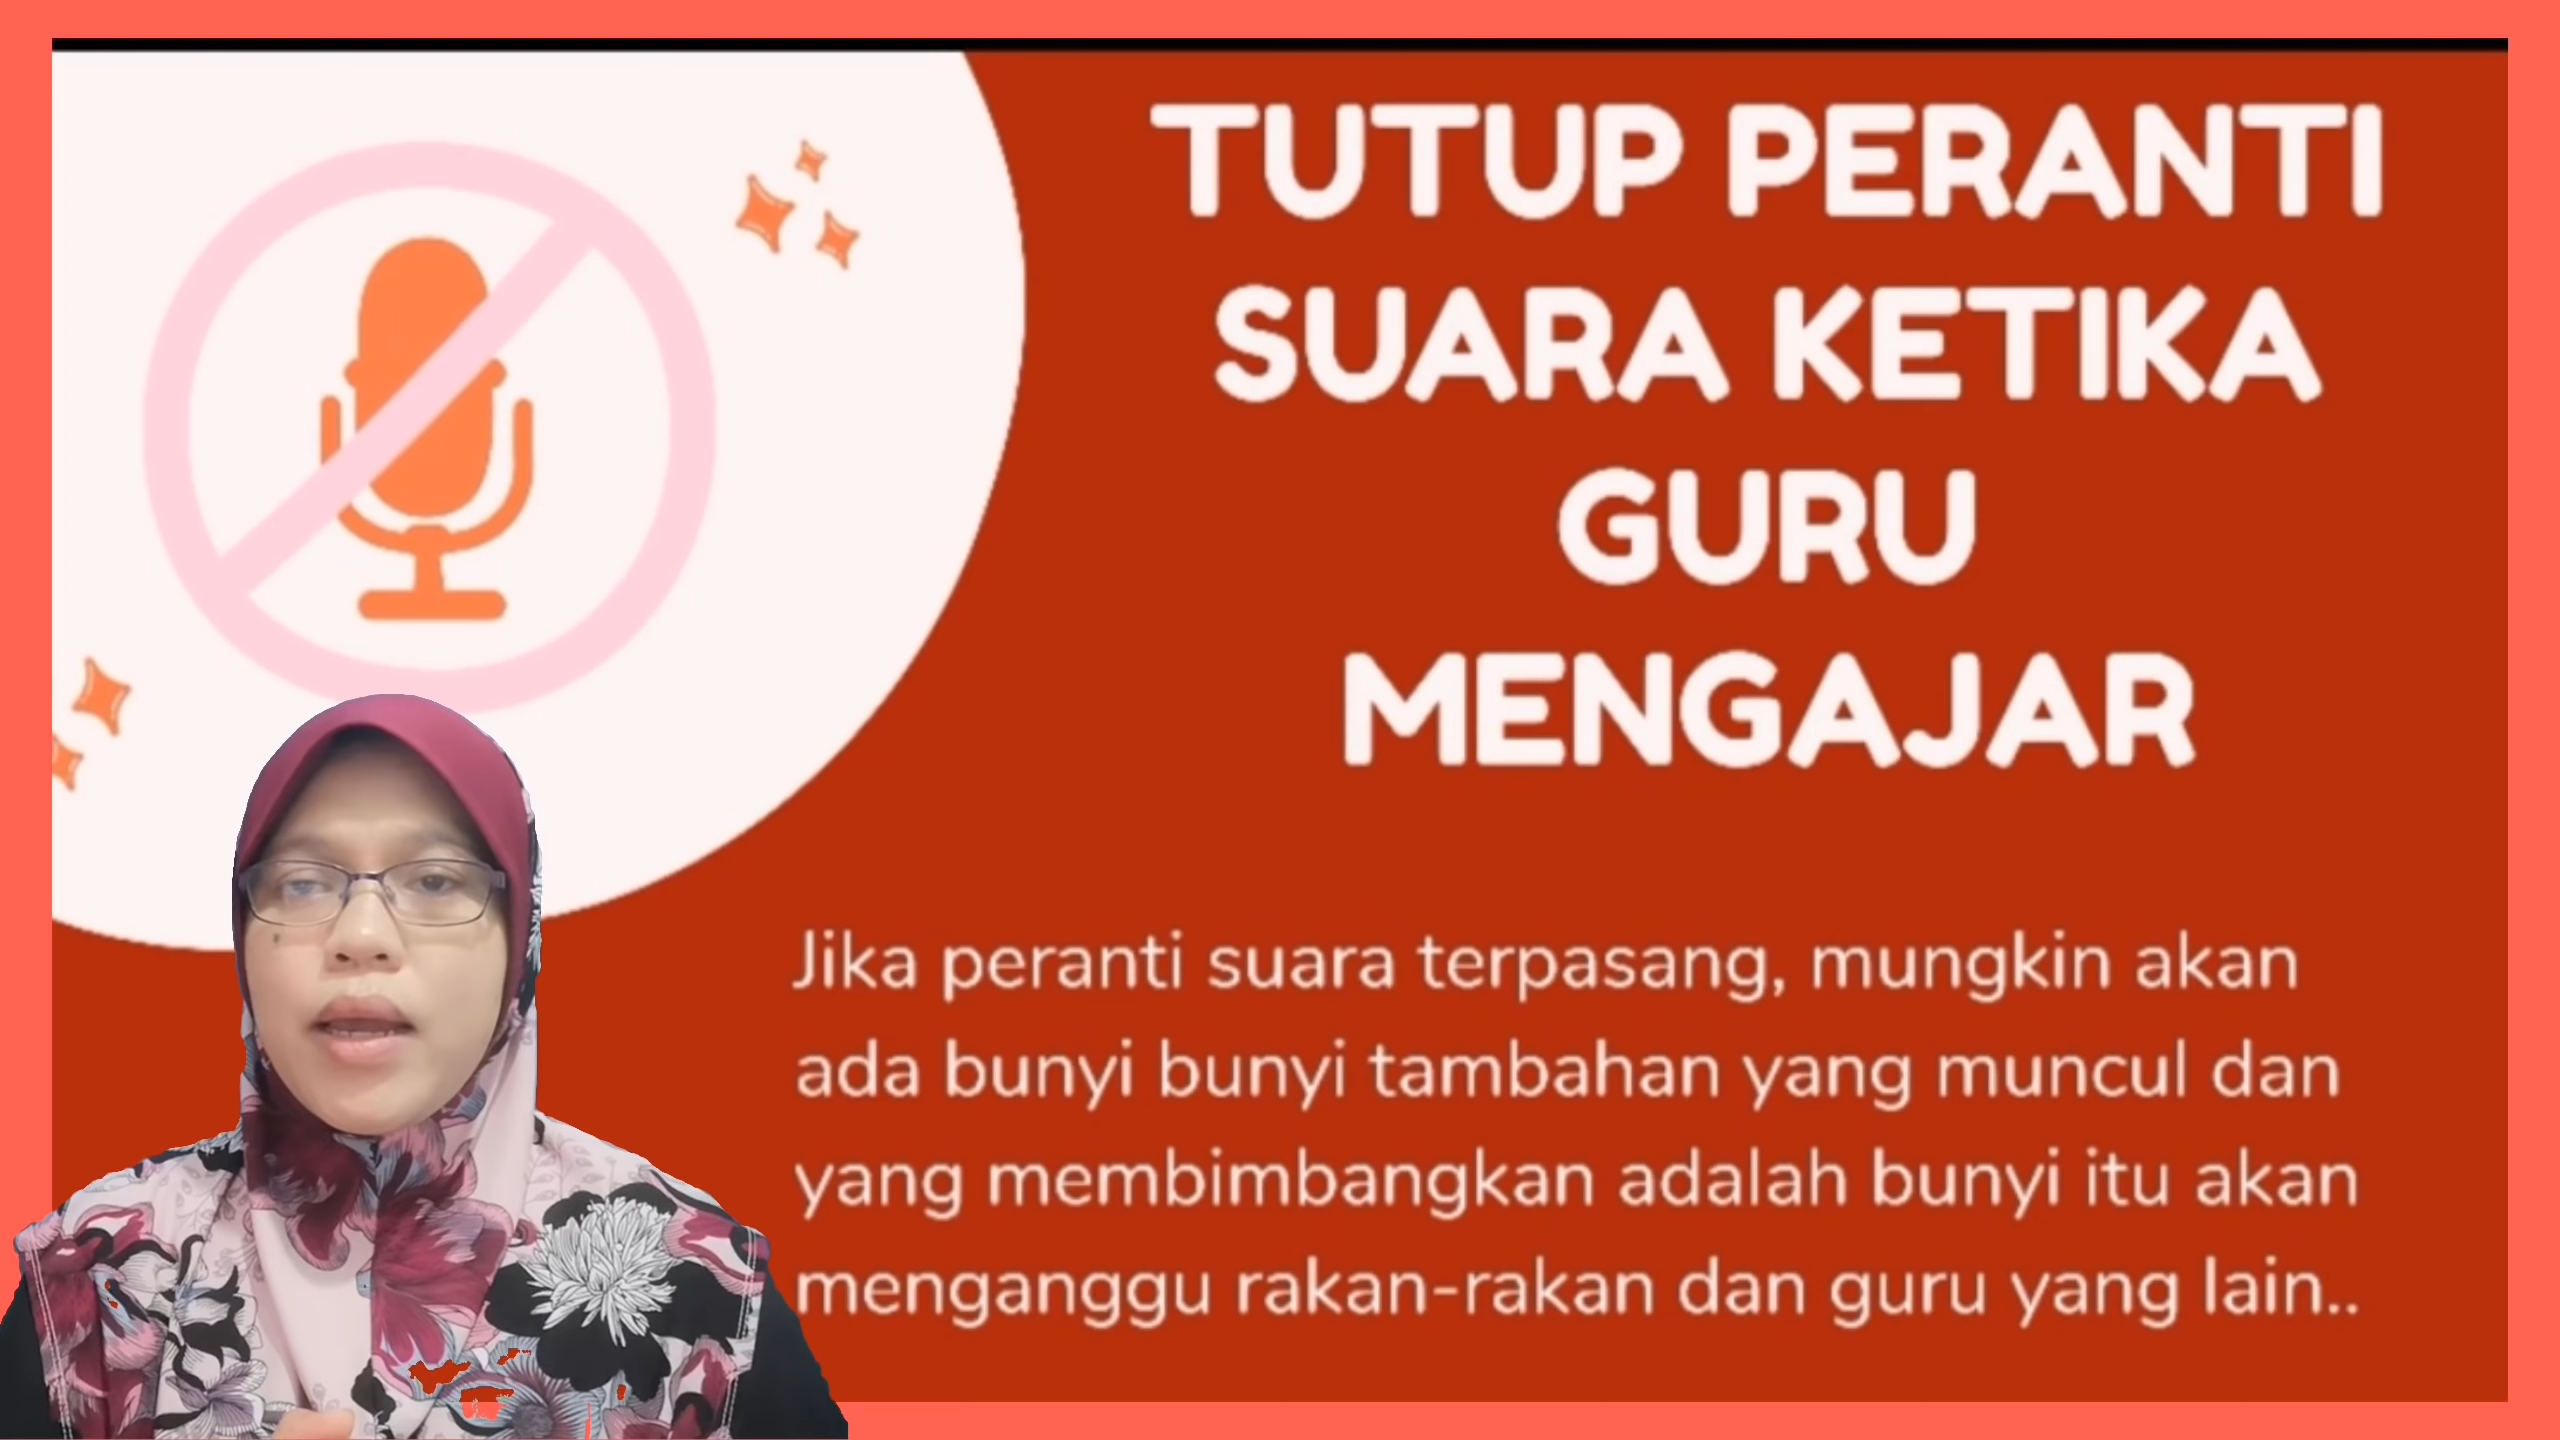 TUTUP PERANTI
SUARA KETIKA
GURU
MENGAJAR
Jika peranti suara terpasang, mungkin akan
ada bunyi bunyi tambahan yang muncul dan
yang membimbangkan adalah bunyi itu akan
menganggu rakan-rakan dan guru yang lain..